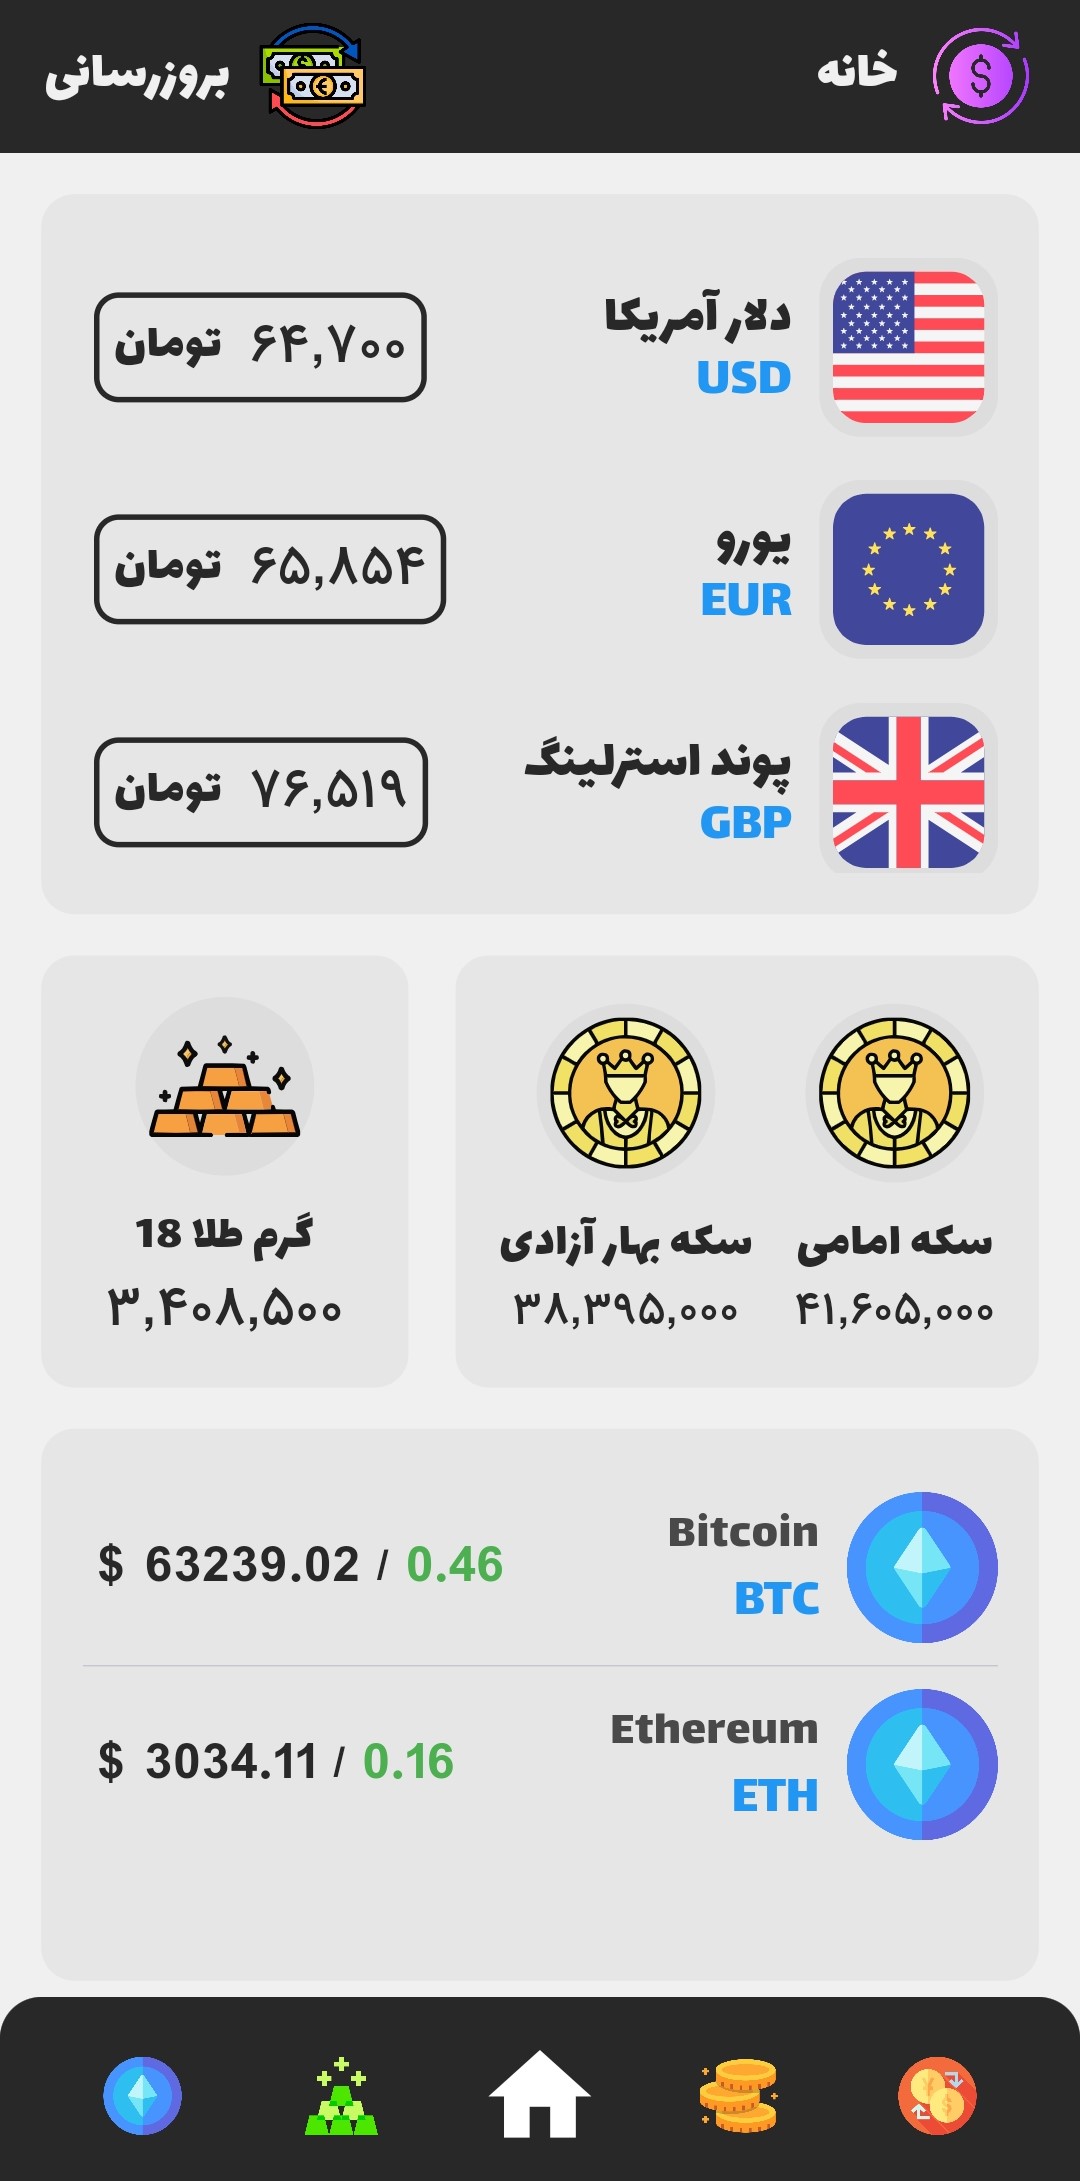 خانه
بروزرسانی
دلار آمریکا
USD
۶۴,۷۰۰ تومان
یورو
EUR
۶۵,۸۵۴ تومان
پوند استرلینگ
GBP
۷۶,۵۱۹ تومان
سکه امامی
۴۱,۶۰۵,۰۰۰
سکه بهار آزادی
۳۸,۳۹۵,۰۰۰
گرم طلا 18
۳,۴۰۸,۵۰۰
Bitcoin
BTC
$ 63239.02 / 0.46
Ethereum
ETH
$ 3034.11 / 0.16